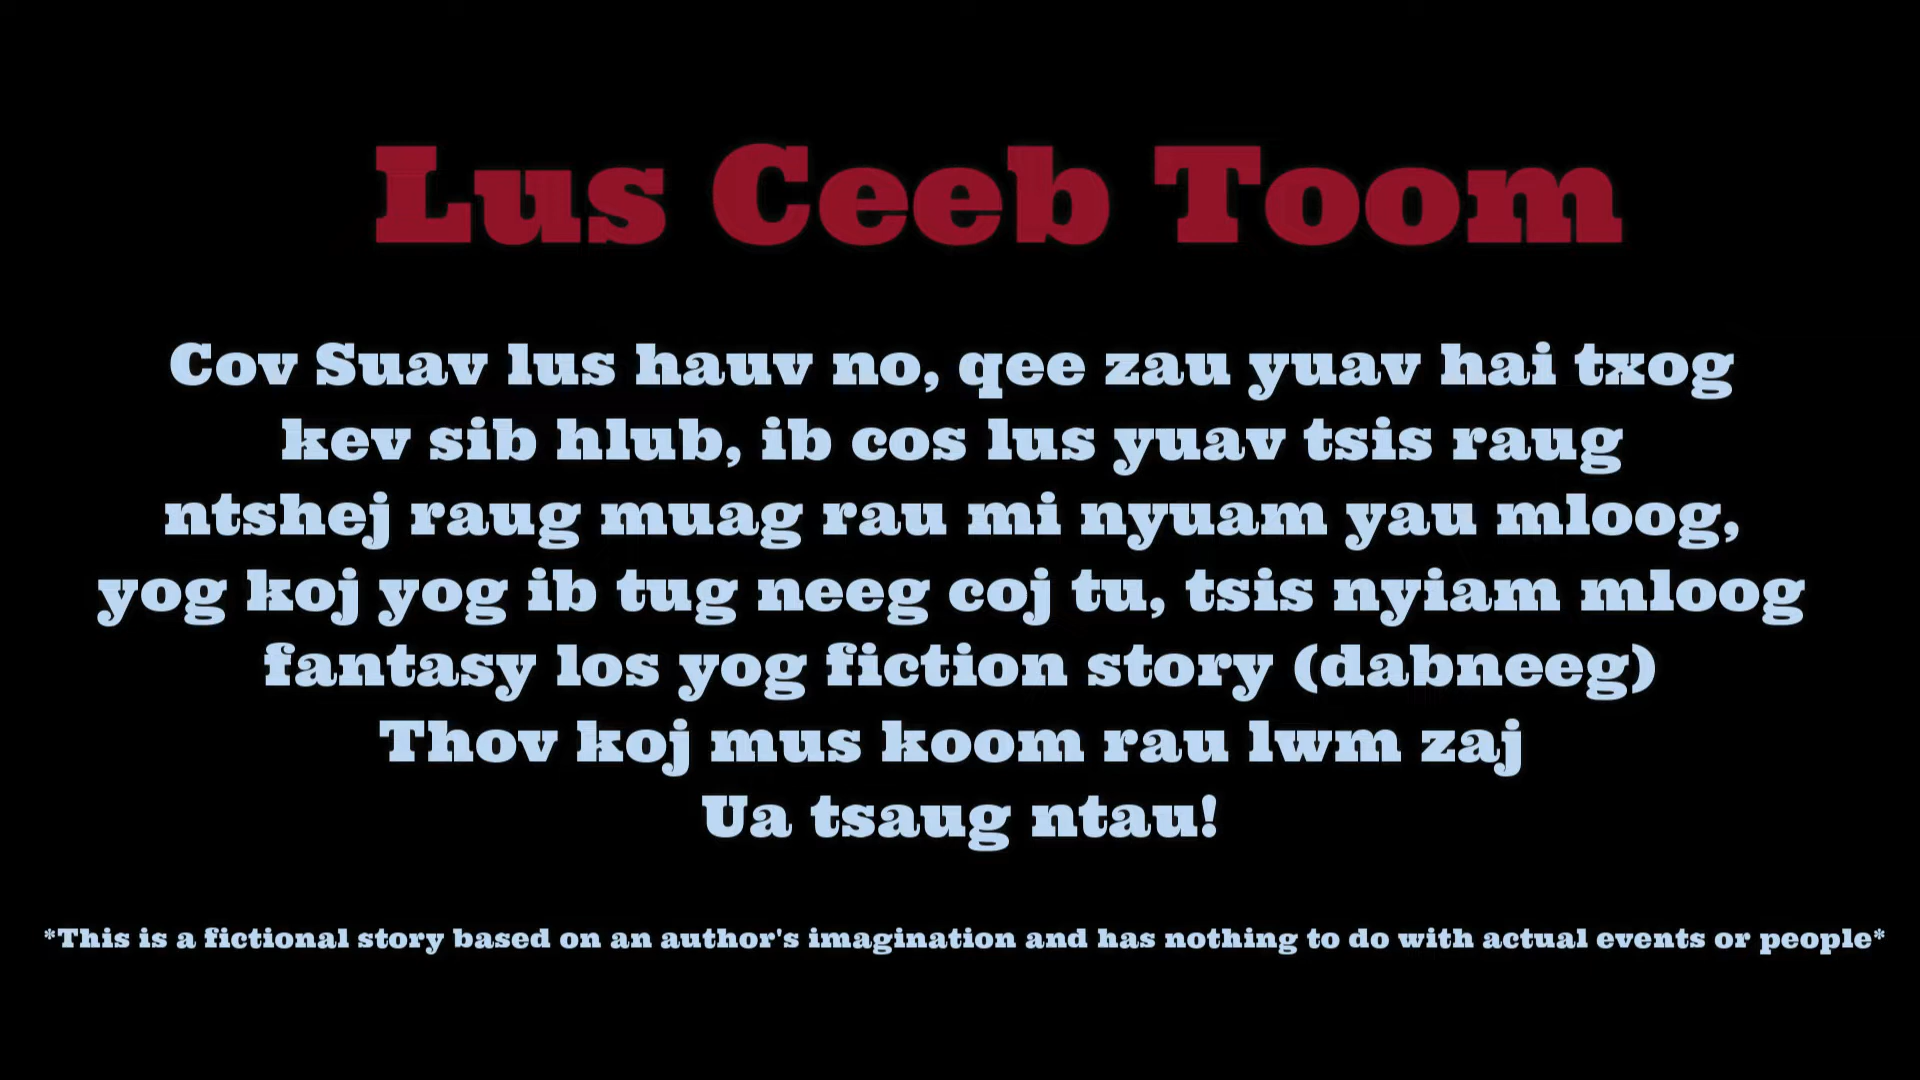 Lus Ceeb Toom
Cov Suav lus hauv no, qee zau yuav hai txog
kev sib hlub, ib cos lus yuav tsis raug
ntshej raug muag rau mi nyuam yau mloog,
yog koj yog ib tug neeg coj tu, tsis nyiam mloog
fantasy los yog fiction story (dabneeg)
Thov koj mus koom rau lwm zaj
Ua tsaug ntau!
*This is a fictional story based on an author's imagination and has nothing to do with actual events or people*